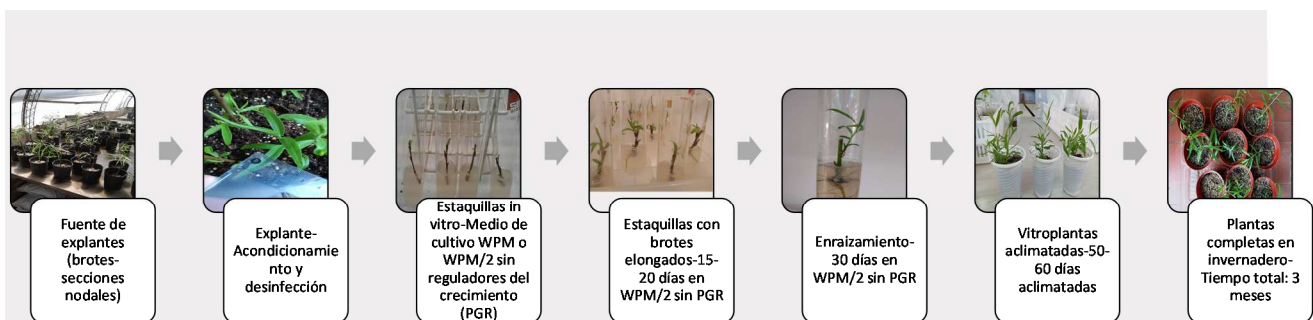 Fuente de
explantes
(brotes-
secciones
nodales)
Explante-
Acondicionamie
nto y
desinfección
Estaquillas in
vitro-Medio de
cultivo WPM o
WPM/2 sin
reguladores del
crecimiento
(PGR)
Estaquillas con
brotes
elongados-15-
20 días en
WPM/2 sin PGR
Enraizamiento-
30 días en
WPM/2 sin PGR
Vitroplantas
aclimatadas-50-
60 días
aclimatadas
Plantas
completas en
invernadero-
Tiempo total: 3
meses